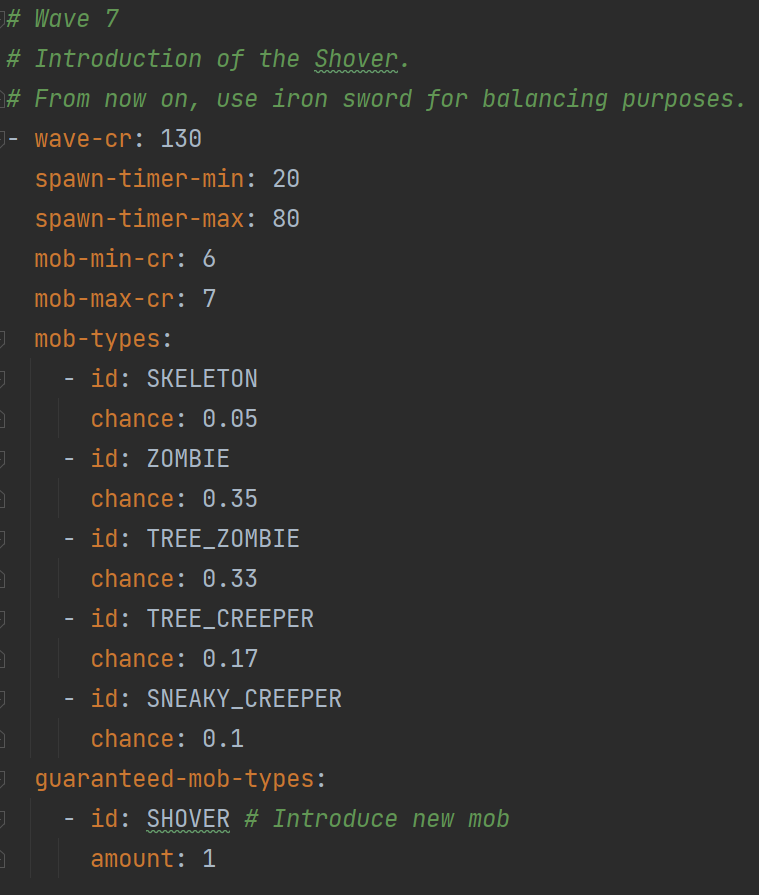 # Wave 7
# Introduction of the Shover.
# From now on, use iron sword for balancing purposes.
- wave-cr: 130
  spawn-timer-min: 20
  spawn-timer-max: 80
  mob-min-cr: 6
  mob-max-cr: 7
  mob-types:
    - id: SKELETON
      chance: 0.05
    - id: ZOMBIE
      chance: 0.35
    - id: TREE_ZOMBIE
      chance: 0.33
    - id: TREE_CREEPER
      chance: 0.17
    - id: SNEAKY_CREEPER
      chance: 0.1
  guaranteed-mob-types:
    - id: SHOVER # Introduce new mob
      amount: 1